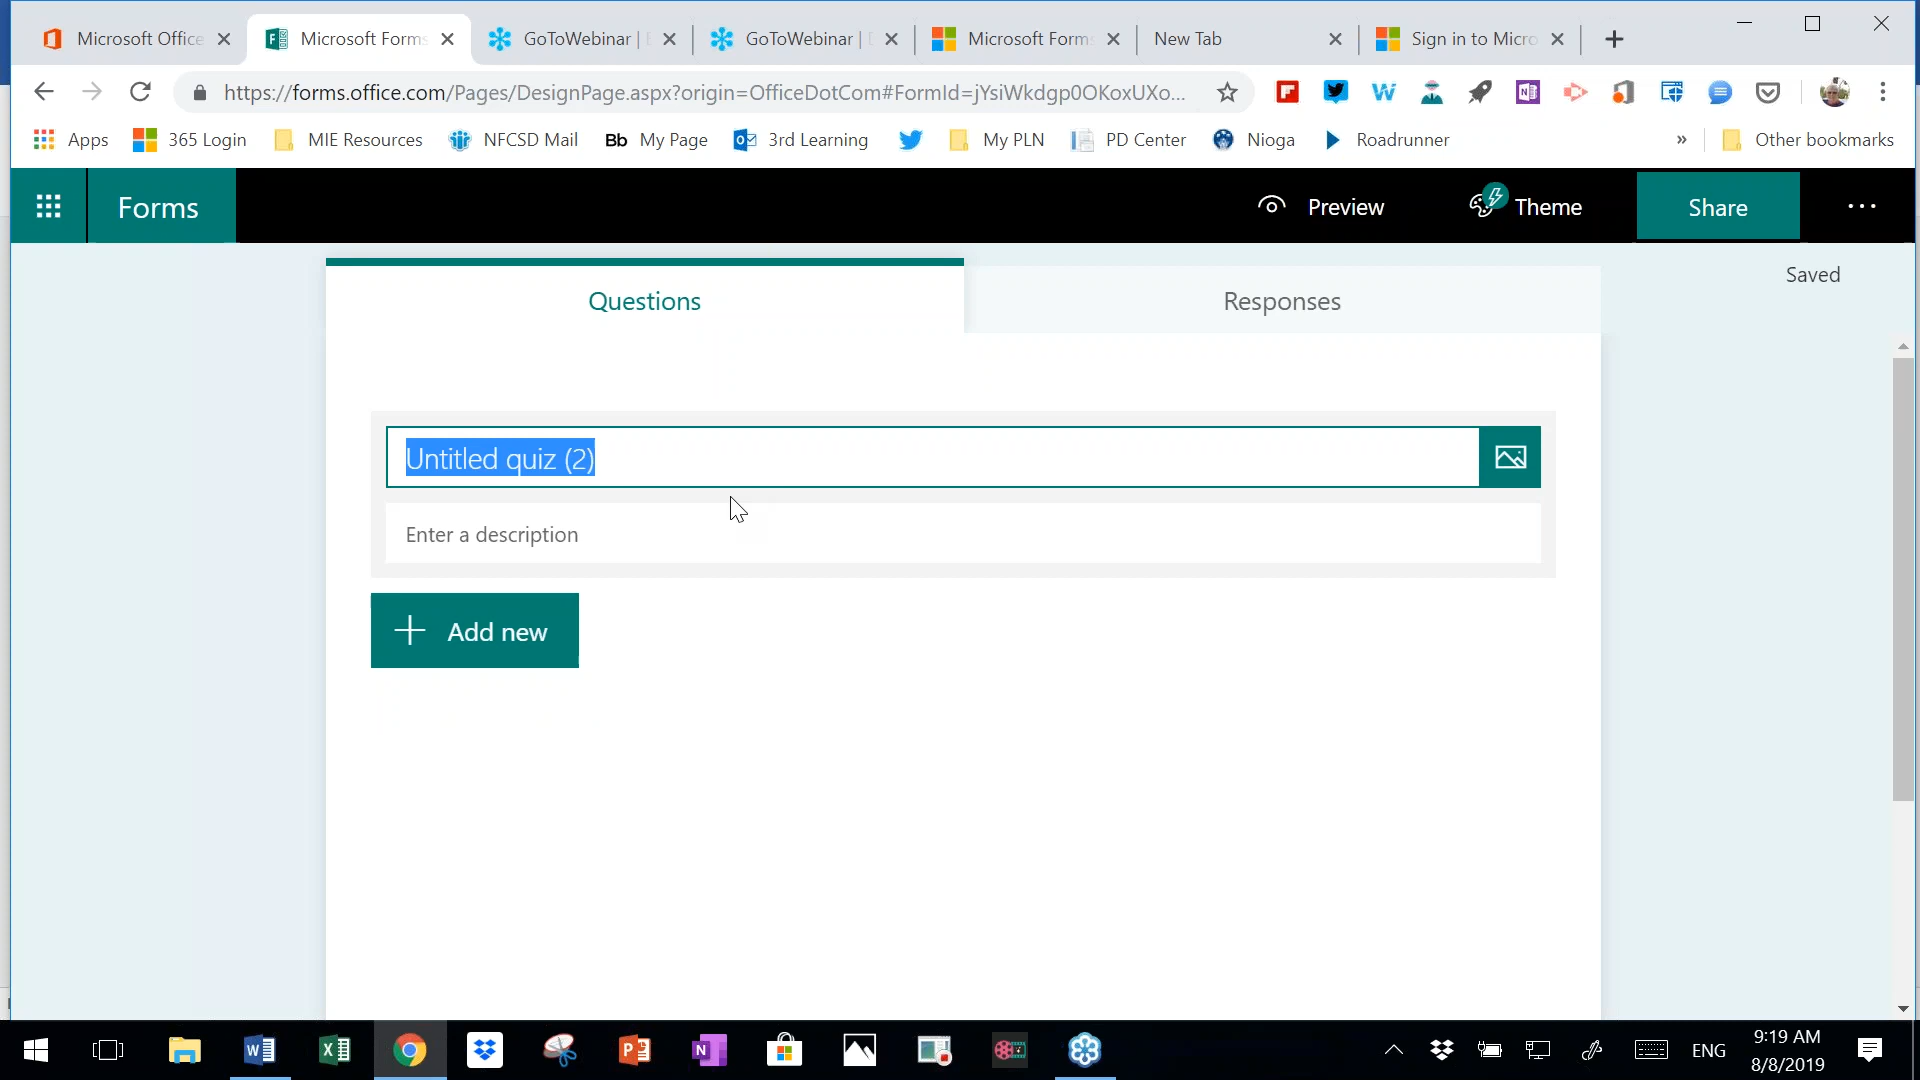 Microsoft Office
Microsoft Forms
GoToWebinar |
GoToWebinar |
Microsoft Forms
New Tab
Sign in to Micro
https://forms.office.com/Pages/DesignPage.aspx?origin=OfficeDotCom#FormId=jYsiWkdgp0OKoxUXo...
Apps
365 Login
MIE Resources
NFCSD Mail
Bb My Page
3rd Learning
My PLN
PD Center
Nioga
Roadrunner
»
Other bookmarks
Forms
Preview
Theme
Share
Questions
Responses
Saved
Untitled quiz (2)
Enter a description
Add new
ENG
9:19 AM
8/8/2019